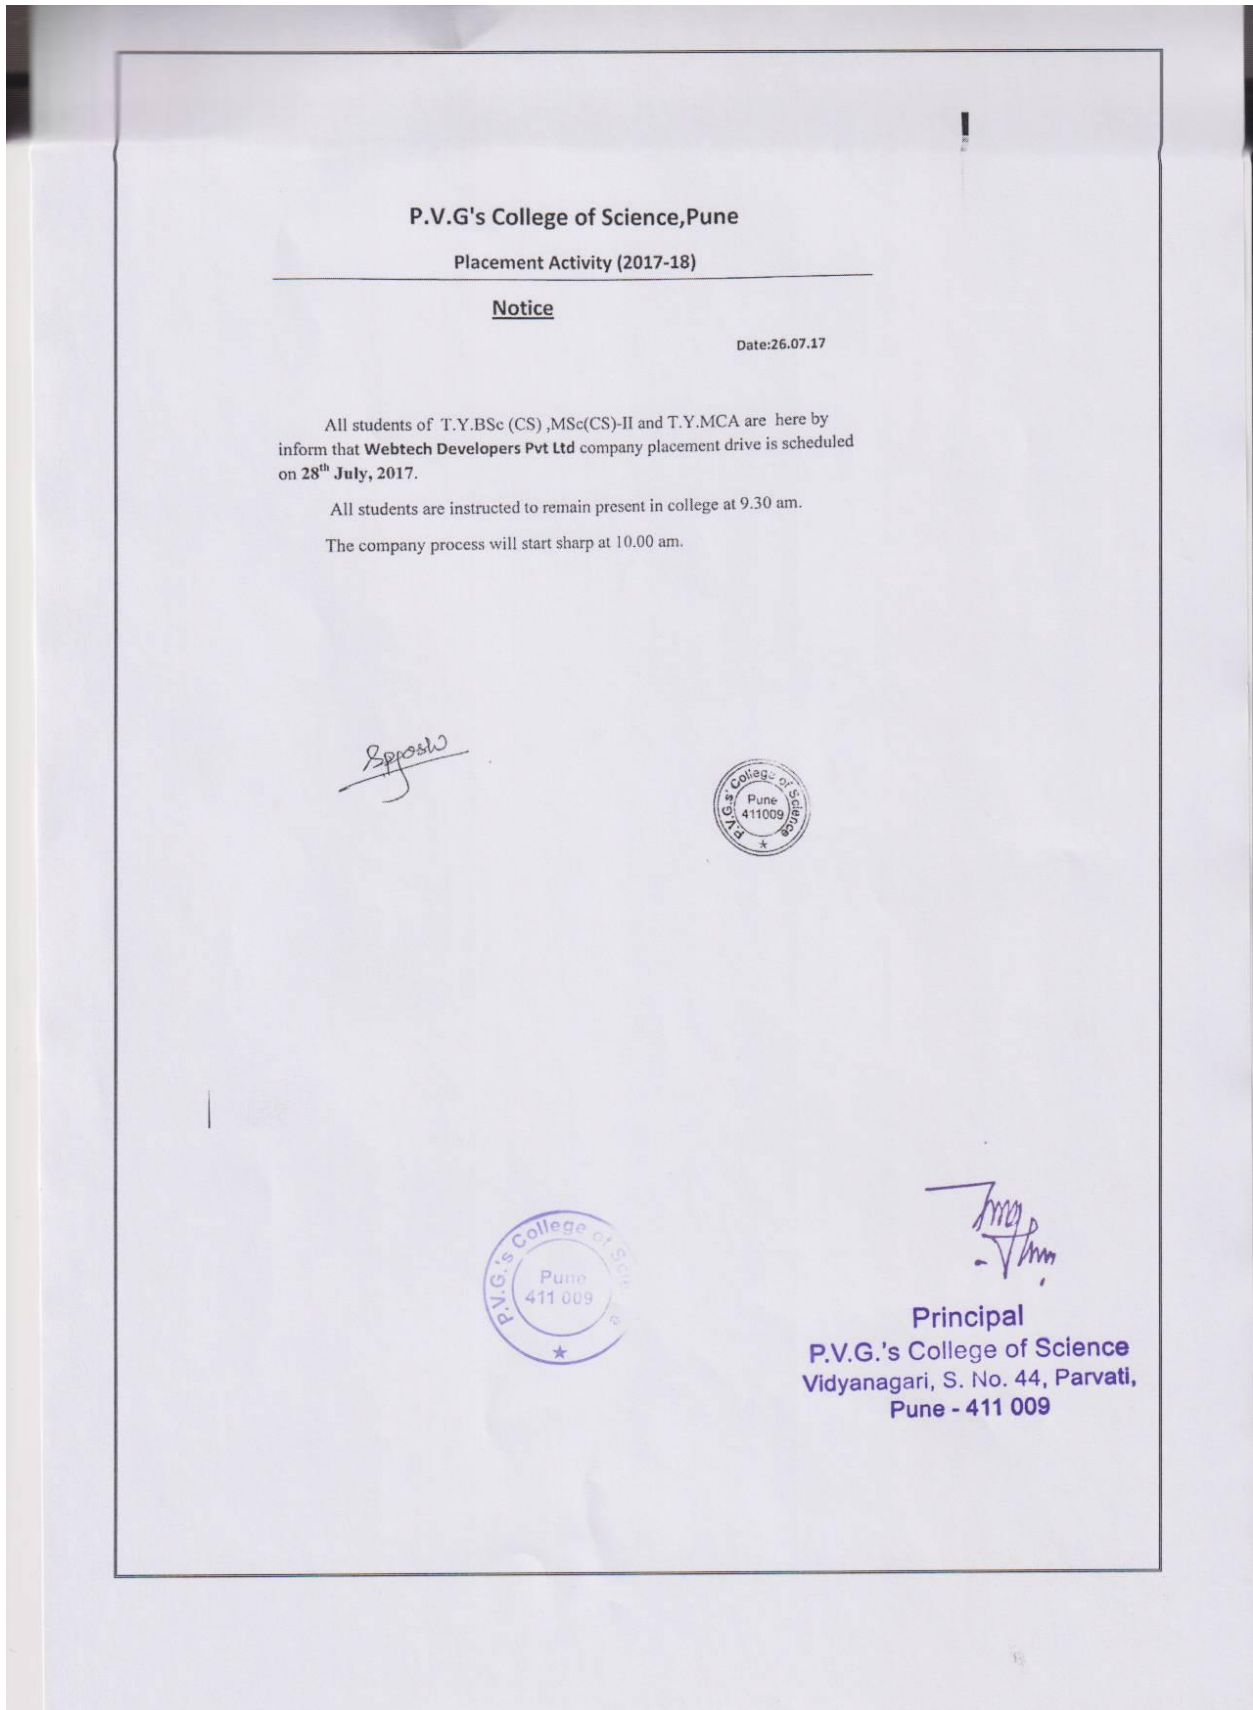 P.V.G's College of Science,Pune
Placement Activity (2017-18)
Notice
Date:26.07.17
All students of T.Y.BSc (CS) ,MSc(CS)-II and T.Y.MCA are here by
inform that Webtech Developers Pvt Ltd company placement drive is scheduled
on 28th July, 2017.
All students are instructed to remain present in college at 9.30 am.
The company process will start sharp at 10.00 am.
P.V.G.s' College of Science
Pune
411009
P.V.G.'s College of
Pune
411 009
Principal
P.V.G.'s College of Science
Vidyanagari, S. No. 44, Parvati,
Pune - 411 009